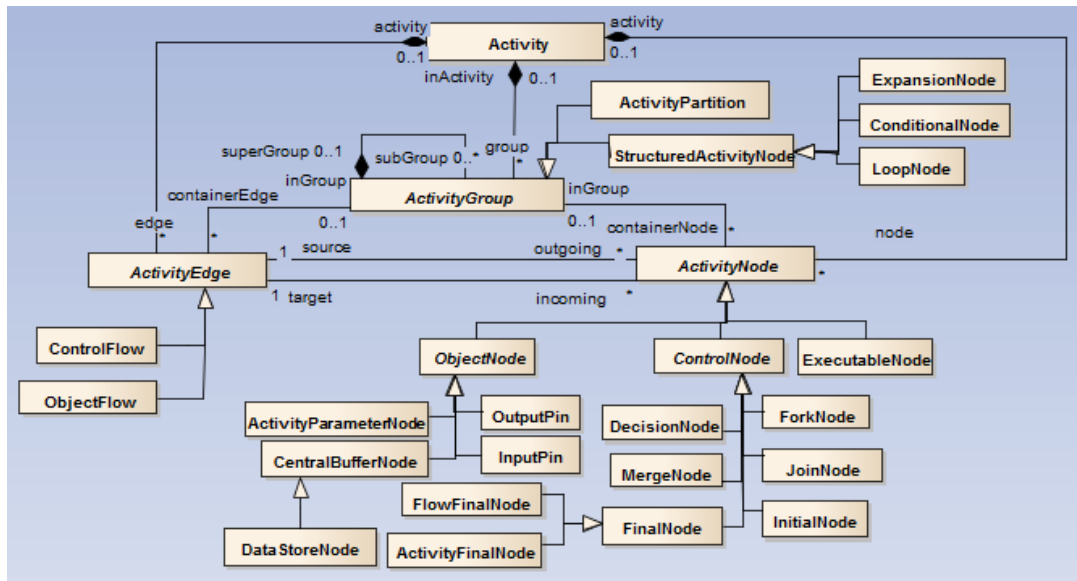 activity
activity
Activity
0..1
0..1
inActivity
0..1
ExpansionNode
ActivityPartition
ConditionalNode
superGroup 0..1
subGroup 0..*
group
*
StructuredActivityNode
LoopNode
inGroup
inGroup
containerEdge
ActivityGroup
0..1
0..1
edpe
containerNode
node
*
*
*
1
source
outgoing
*
ActivityEdge
ActivityNode
*
1
target
incoming
*
ControlFlow
ObjectNode
ControlNode
ExecutableNode
ObjectFlow
ActivityParameterNode
OutputPin
DecisionNode
ForkNode
CentralBufferNode
InputPin
MergeNode
JoinNode
FlowFinalNode
FinalNode
InitialNode
DataStoreNode
ActivityFinalNode